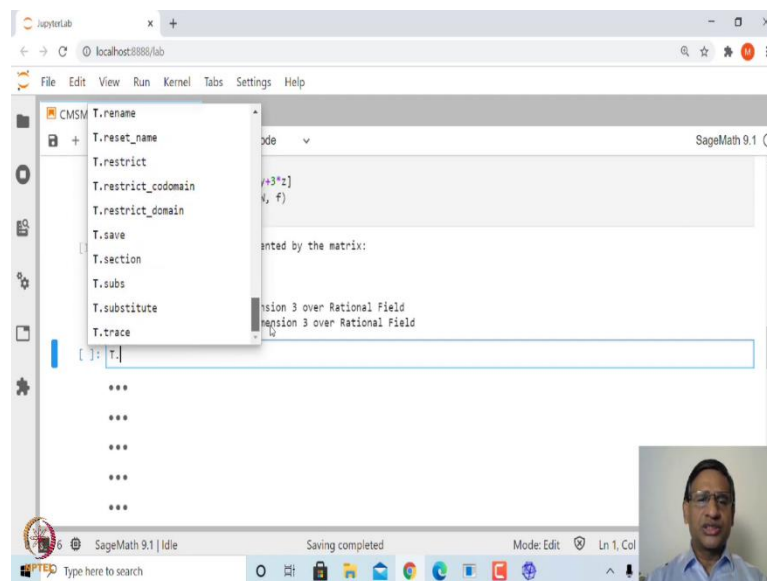 JupyterLab
localhost:8888/lab
M
File Edit View Run Kernel Tabs Settings Help
CMSM
T.rename
T.reset_name
T.restrict
T.restrict_codomain
T.restrict_domain
T.save
T.section
T.subs
T.substitute
T.trace
ode
SageMath 9.1
y+3*z]
, f)
ented by the matrix:
nsion 3 over Rational Field
mension 3 over Rational Field
[ ]: T.
6 SageMath 9.1 | Idle Saving completed Mode: Edit Ln 1, Col
NPTEL
Type here to search